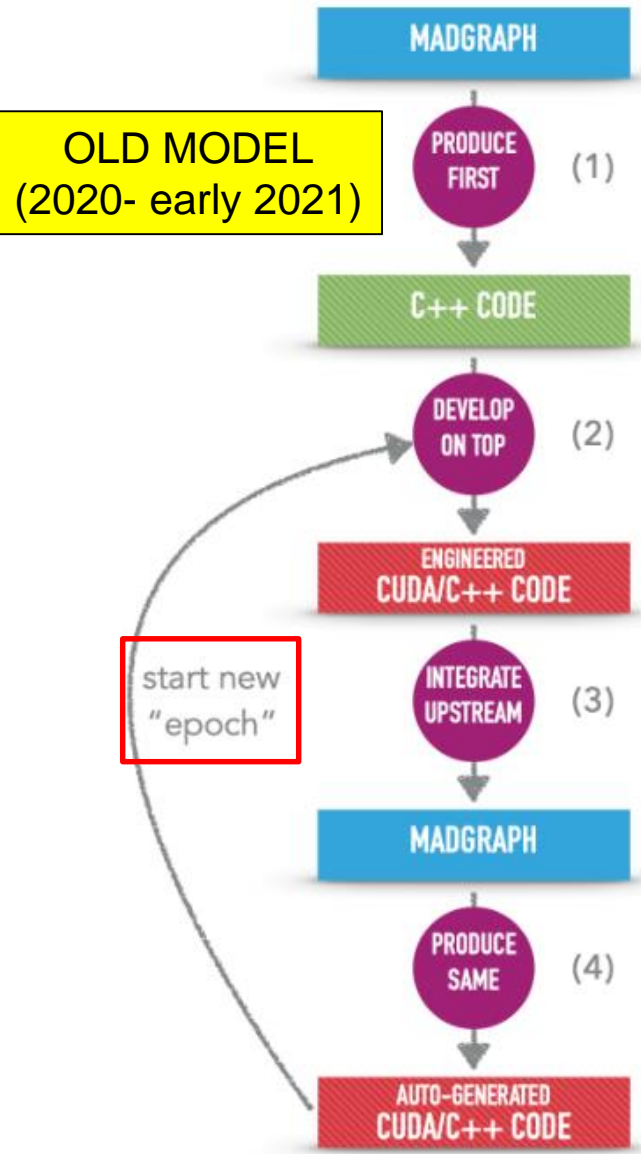 MADGRAPH
OLD MODEL
(2020- early 2021)
PRODUCE
FIRST
(1)
C++ CODE
DEVELOP
ON TOP
(2)
ENGINEERED
CUDA/C++ CODE
start new
"epoch"
INTEGRATE
UPSTREAM
(3)
MADGRAPH
PRODUCE
SAME
(4)
AUTO-GENERATED
CUDA/C++ CODE